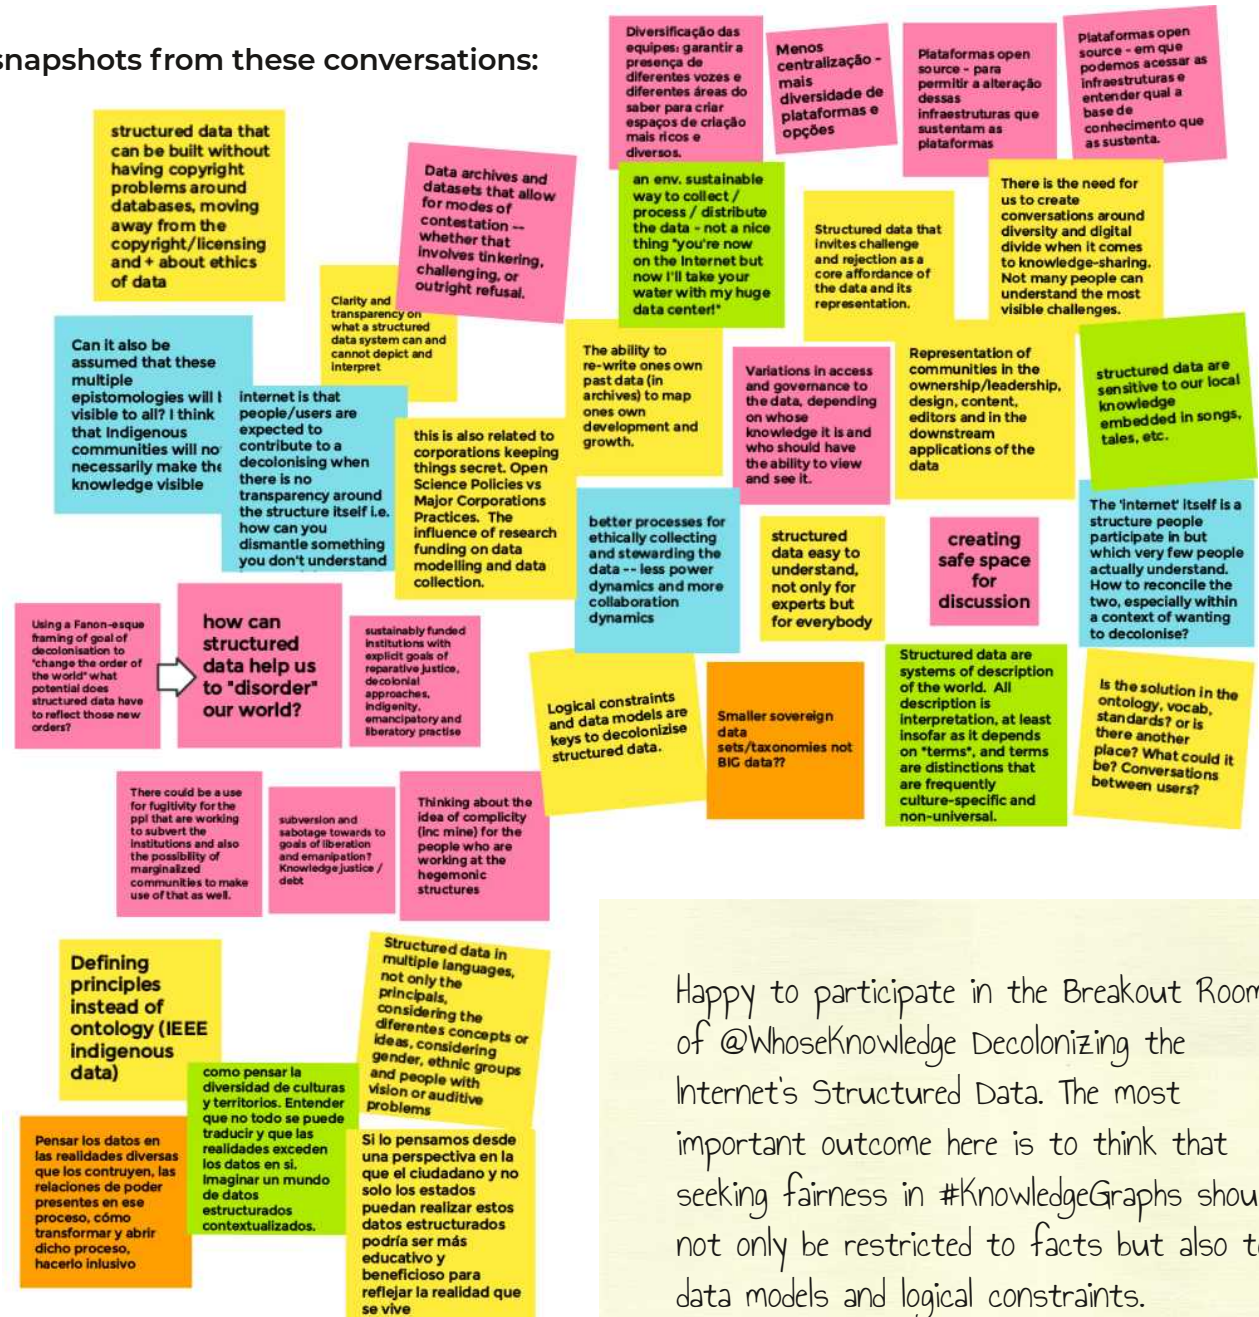 snapshots from these conversations:
Diversificação das
equipes: garantir a
presença de
diferentes vozes e
diferentes áreas do
saber para criar
espaços de criação
mais ricos e
diversos.
Menos
centralização -
mais
diversidade de
plataformas e
opções
Plataformas open
source - para
permitir a alteração
dessas
infraestruturas que
sustentam as
plataformas
Plataformas open
source - em que
podemos acessar as
infraestruturas e
entender qual a
base de
conhecimento que
as sustenta.
structured data that
can be built without
having copyright
problems around
databases, moving
away from the
copyright/licensing
and + about ethics
of data
Data archives and
datasets that allow
for modes of
contestation --
whether that
involves tinkering,
challenging, or
outright refusal.
an env. sustainable
way to collect /
process / distribute
the data - not a nice
thing "you're now
on the Internet but
now I'll take your
water with my huge
data center!"
Structured data that
invites challenge
and rejection as a
core affordance of
the data and its
representation.
There is the need for
us to create
conversations around
diversity and digital
divide when it comes
to knowledge-sharing.
Not many people can
understand the most
visible challenges.
Clarity and
transparency on
what a structured
data system can and
cannot depict and
interpret
Can it also be
assumed that these
multiple
epistemologies will
visible to all? I think
that Indigenous
communities will no
necessarily make the
knowledge visible
internet is that
people/users are
expected to
contribute to a
decolonising when
there is no
transparency around
the structure itself i.e.
how can you
dismantle something
you don't understand
this is also related to
corporations keeping
things secret. Open
Science Policies vs
Major Corporations
Practices. The
influence of research
funding on data
modelling and data
collection.
The ability to
re-write ones own
past data (in
archives) to map
ones own
development and
growth.
Variations in access
and governance to
the data, depending
on whose
knowledge it is and
who should have
the ability to view
and see it.
Representation of
communities in the
ownership/leadership,
design, content,
editors and in the
downstream
applications of the
data
structured data are
sensitive to our local
knowledge
embedded in songs,
tales, etc.
better processes for
ethically collecting
and stewarding the
data -- less power
dynamics and more
collaboration
dynamics
structured
data easy to
understand,
not only for
experts but
for everybody
creating
safe space
for
discussion
The 'internet' itself is a
structure people
participate in but
which very few people
actually understand.
How to reconcile the
two, especially within
a context of wanting
to decolonise?
Using a Fanon-esque
framing of goal of
decolonisation to
"change the order of
the world" what
potential does
structured data have
to reflect those new
orders?
how can
structured
data help us
to "disorder"
our world?
sustainably funded
institutions with
explicit goals of
reparative justice,
decolonial
approaches,
indigenity,
emancipatory and
liberatory practise
Logical constraints
and data models are
keys to decolonizise
structured data.
Smaller sovereign
data
sets/taxonomies not
BIG data??
Structured data are
systems of description
of the world. All
description is
interpretation, at least
insofar as it depends
on "terms", and terms
are distinctions that
are frequently
culture-specific and
non-universal.
Is the solution in the
ontology, vocab,
standards? or is
there another
place? What could it
be? Conversations
between users?
There could be a use
for fugitivity for the
ppl that are working
to subvert the
institutions and also
the possibility of
marginalized
communities to make
use of that as well.
subversion and
sabotage towards to
goals of liberation
and emanipation?
Knowledge justice /
debt
Thinking about the
idea of complicity
(inc mine) for the
people who are
working at the
hegemonic
structures
Defining
principles
instead of
ontology (IEEE
indigenous
data)
Structured data in
multiple languages,
not only the
principals,
considering the
diferentes concepts or
ideas, considering
gender, ethnic groups
and people with
vision or auditive
problems
como pensar la
diversidad de culturas
y territorios. Entender
que no todo se puede
traducir y que las
realidades exceden
los datos en si.
Imaginar un mundo
de datos
estructurados
contextualizados.
Pensar los datos en
las realidades diversas
que los contruyen, las
relaciones de poder
presentes en ese
proceso, cómo
transformar y abrir
dicho proceso,
hacerlo inlusivo
Si lo pensamos desde
una perspectiva en la
que el ciudadano y no
solo los estados
puedan realizar estos
datos estructurados
podría ser más
educativo y
beneficioso para
reflejar la realidad que
se vive
Happy to participate in the Breakout Room
of @WhoseKnowledge Decolonizing the
Internet's Structured Data. The most
important outcome here is to think that
seeking fairness in #KnowledgeGraphs shou
not only be restricted to facts but also t
data models and logical constraints.